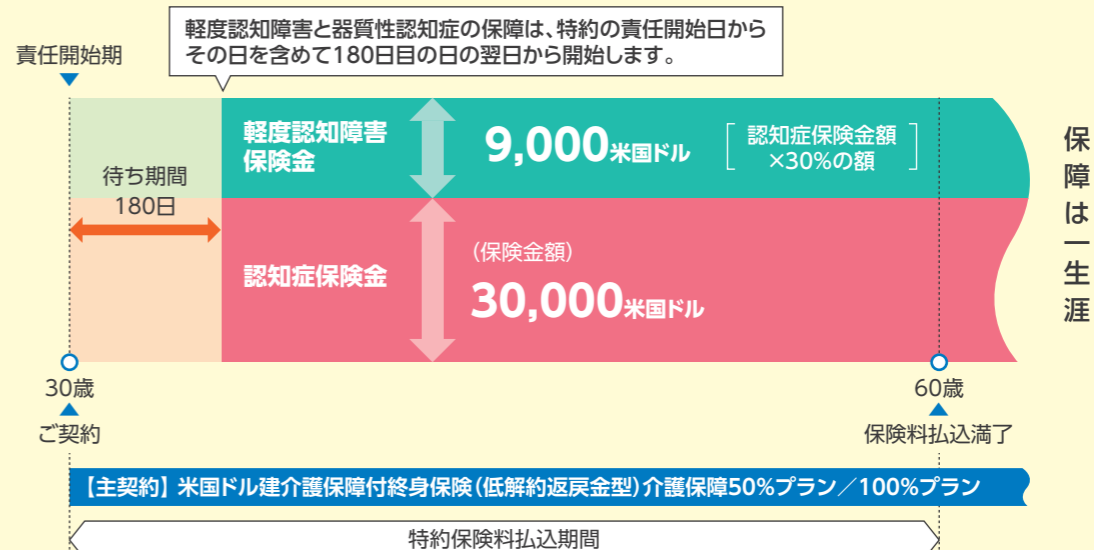 軽度認知障害と器質性認知症の保障は、特約の責任開始日から
その日を含めて180日目の日の翌日から開始します。
責任開始期
軽度認知障害
保険金
9,000米国ドル
認知症保険金額
×30%の額
待ち期間
180日
認知症保険金
(保険金額)
30,000米国ドル
保障は一生涯
30歳
ご契約
60歳
保険料払込満了
【主契約】米国ドル建介護保障付終身保険(低解約返戻金型)介護保障50%プラン/100%プラン
特約保険料払込期間